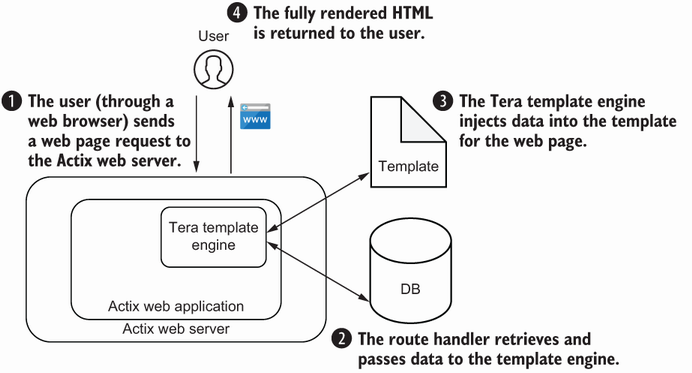 4 The fully rendered HTML
is returned to the user.
User
1 The user (through a
web browser) sends
a web page request to
the Actix web server.
WWW
3 The Tera template engine
injects data into the template
for the web page.
Template
Tera template
engine
DB
Actix web application
Actix web server
2 The route handler retrieves and
passes data to the template engine.